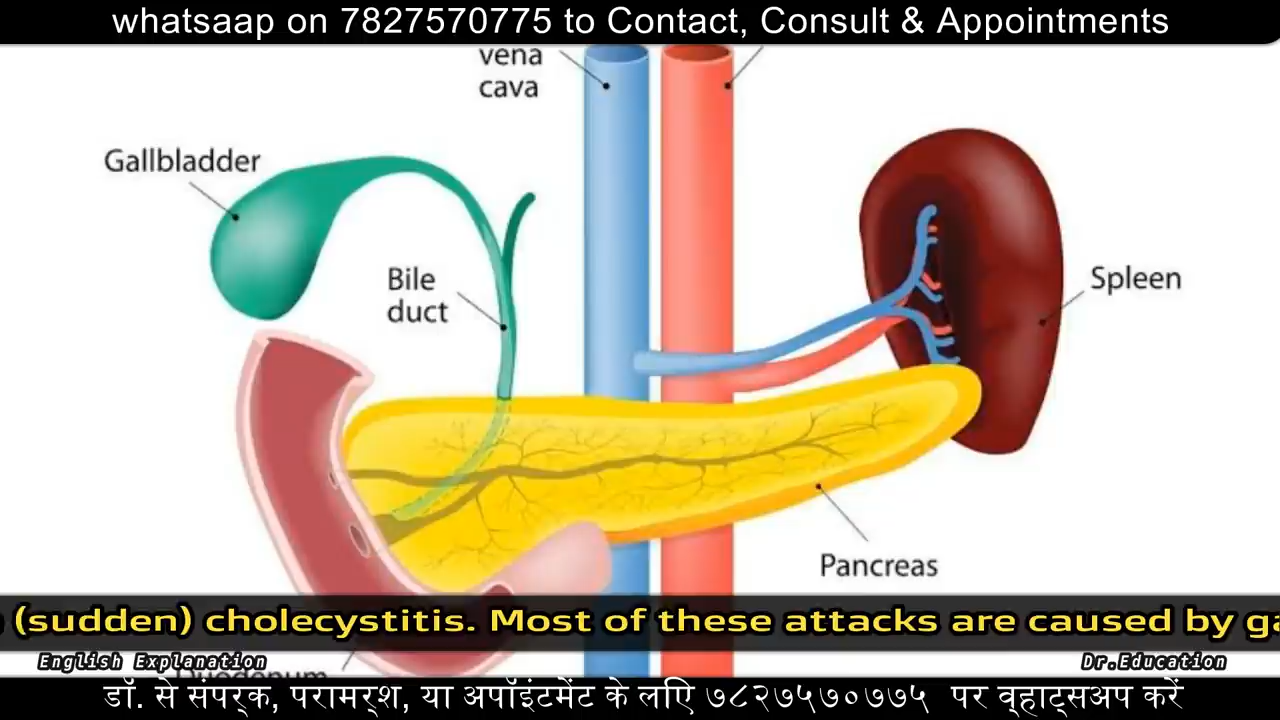 whatsaap on 7827570775 to Contact, Consult & Appointments
vena
cava
Gallbladder
Bile
duct
Spleen
Pancreas
(sudden) cholecystitis. Most of these attacks are caused by
English Explanation
Dr.Education
Duodenum
डॉ. से संपर्क, परामर्श, या अपॉइंटमेंट के लिए ७८२७५७०७७५ पर व्हाट्सअप करें